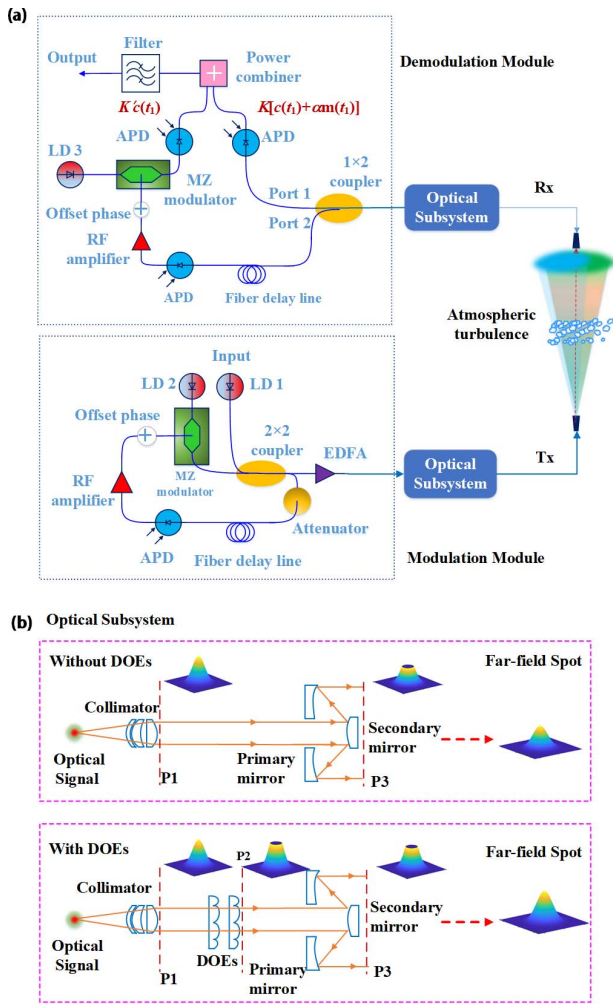 (a)
Filter
Output
Power
combiner
Demodulation Module
K'c(t₁)
K[c(t₁)+αm(t₁)]
APD
APD
LD 3
MZ
modulator
1×2
coupler
Port 1
Port 2
Optical
Subsystem
Rx
Offset phase
RF
amplifier
APD
Fiber delay line
Atmospheric
turbulence
Input
LD 2
LD 1
Offset phase
2×2
coupler
EDFA
MZ
modulator
RF
amplifier
Optical
Subsystem
Tx
Attenuator
APD
Fiber delay line
Modulation Module
(b)
Optical Subsystem
Without DOEs
Far-field Spot
Collimator
Optical
Signal
P1
Primary
mirror
Secondary
mirror
P3
With DOEs
P2
Far-field Spot
Collimator
Optical
Signal
DOEs
P1
Primary
mirror
Secondary
mirror
P3